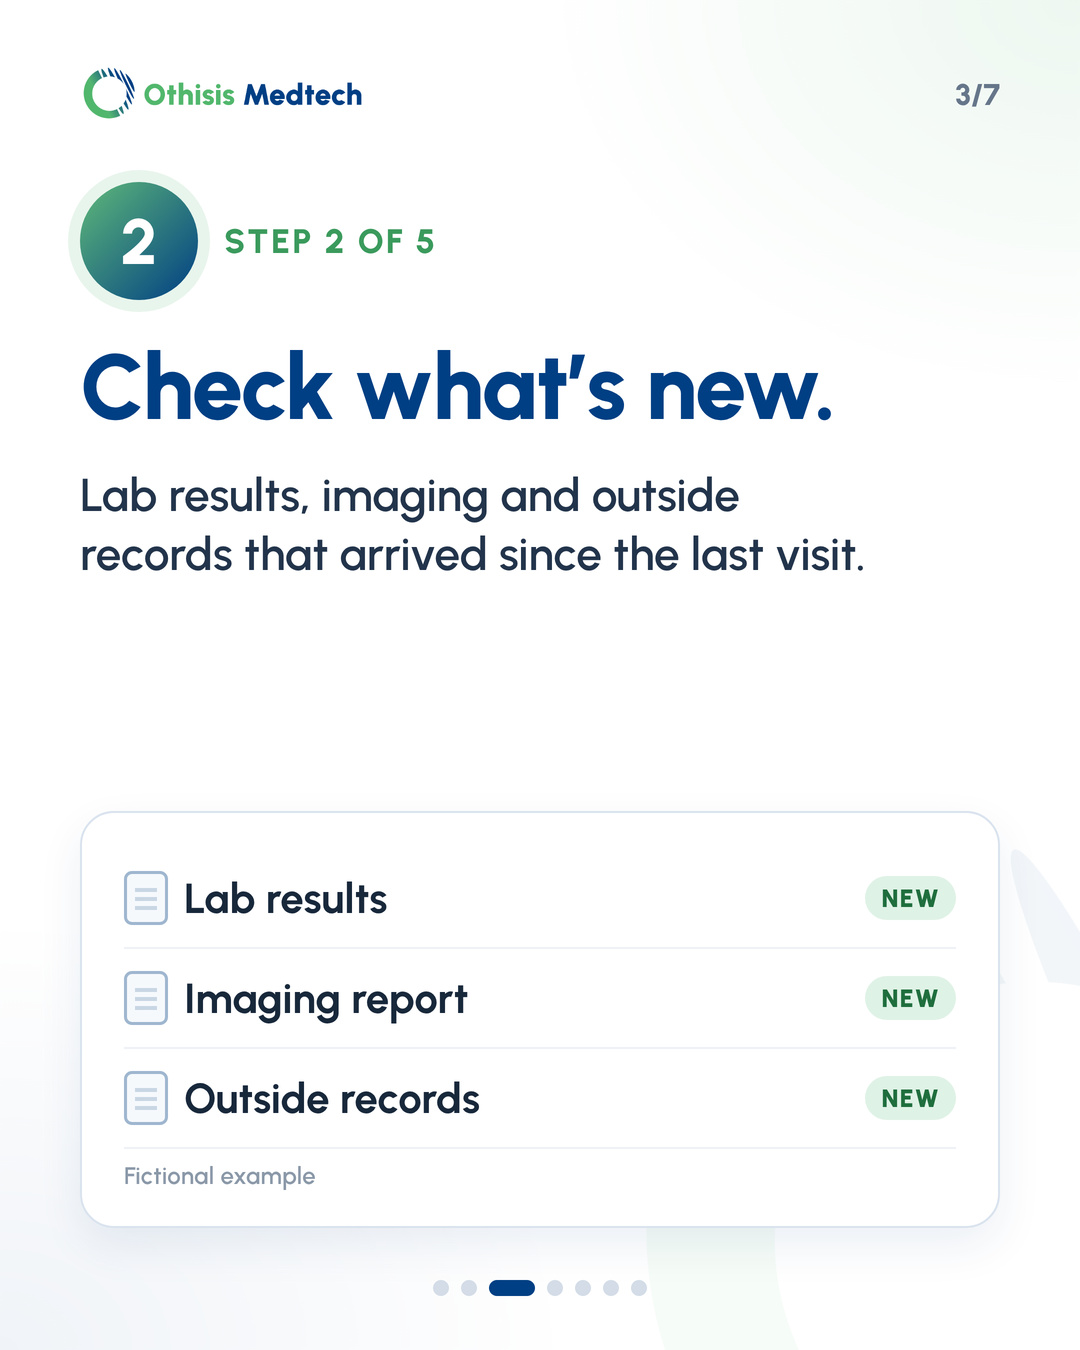 Othisis Medtech
3/7
2
STEP 2 OF 5
Check what’s new.
Lab results, imaging and outside
records that arrived since the last visit.
Lab results
NEW
Imaging report
NEW
Outside records
NEW
Fictional example